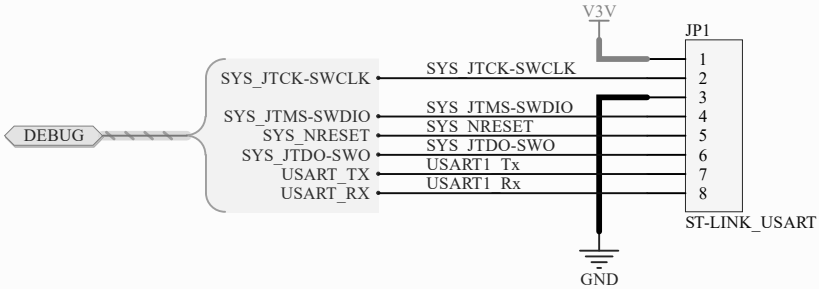 V3V
JP1
DEBUG
SYS_JTCK-SWCLK
SYS_JTMS-SWDIO
SYS_NRESET
SYS_JTDO-SWO
USART_TX
USART_RX
SYS_JTCK-SWCLK
SYS_JTMS-SWDIO
SYS_NRESET
SYS_JTDO-SWO
USART1_Tx
USART1_Rx
1
2
3
4
5
6
7
8
ST-LINK_USART
GND